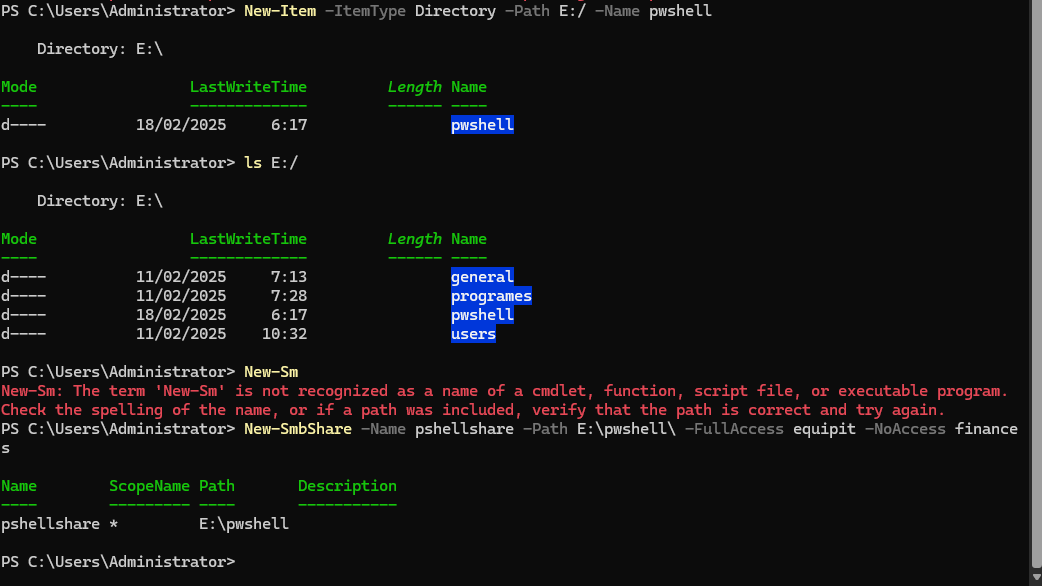 PS C:\Users\Administrator> New-Item -ItemType Directory -Path E:/ -Name pwshell
Directory: E:\
Mode LastWriteTime Length Name
---- ------------- ------ ----
d---- 18/02/2025 6:17 pwshell
PS C:\Users\Administrator> ls E:/
Directory: E:\
Mode LastWriteTime Length Name
---- ------------- ------ ----
d---- 11/02/2025 7:13 general
d---- 11/02/2025 7:28 programes
d---- 18/02/2025 6:17 pwshell
d---- 11/02/2025 10:32 users
PS C:\Users\Administrator> New-Sm
New-Sm: The term 'New-Sm' is not recognized as a name of a cmdlet, function, script file, or executable program.
Check the spelling of the name, or if a path was included, verify that the path is correct and try again.
PS C:\Users\Administrator> New-SmbShare -Name pshellshare -Path E:\pwshell\ -FullAccess equipit -NoAccess finance
s
Name ScopeName Path Description
---- --------- ---- -----------
pshellshare * E:\pwshell
PS C:\Users\Administrator>